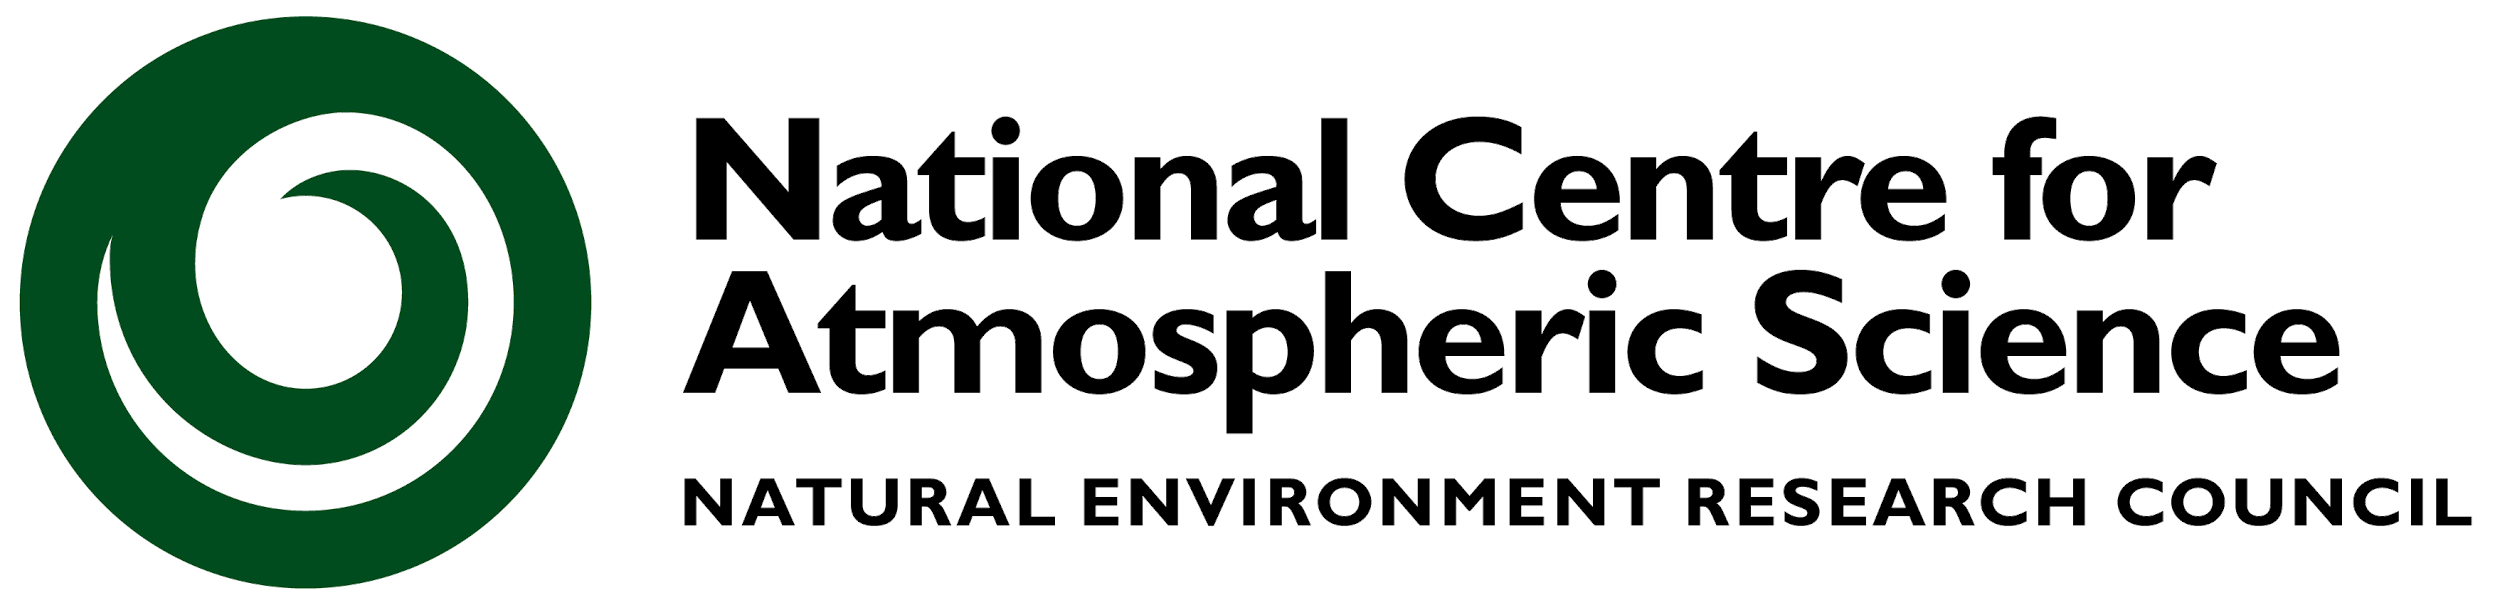 National Centre for
Atmospheric Science
NATURAL ENVIRONMENT RESEARCH COUNCIL